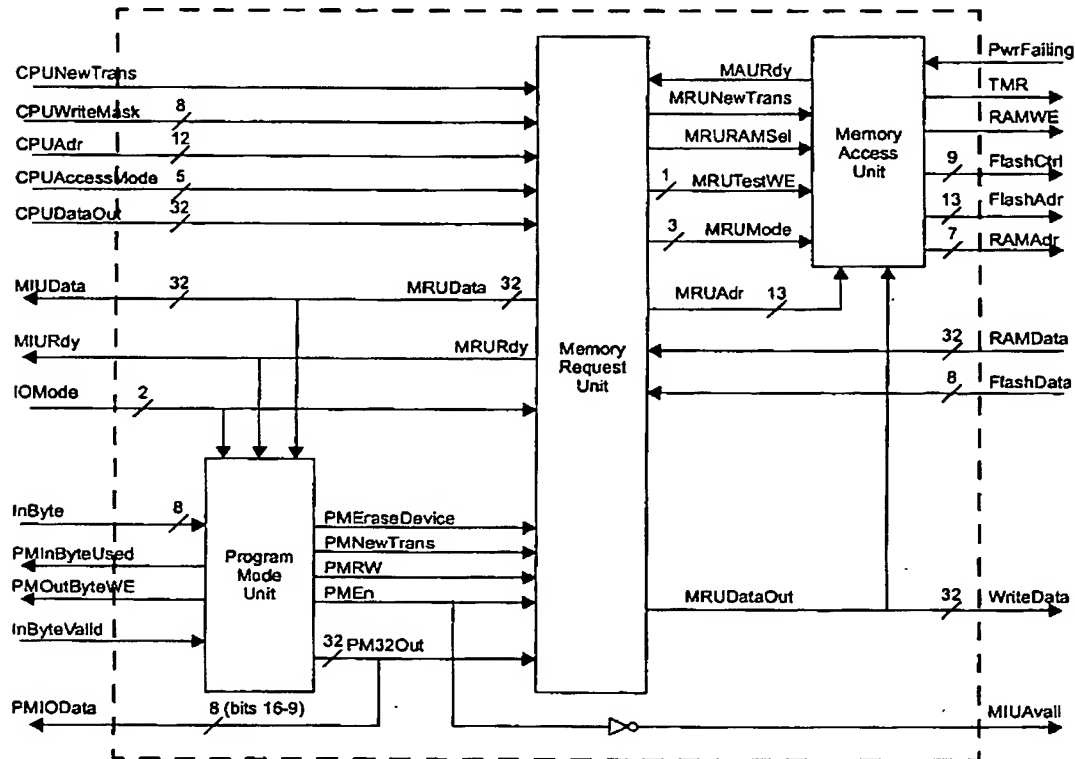 CPUNewTrans
CPUWriteMask
8
CPUAdr
12
CPUAccessMode
5
CPUDataOut
32
MIUData
32
MIURdy
IOMode
2
InByte
8
PMInByteUsed
PMOutByteWE
InByteValid
PMIOData
8 (bits 16-9)
Program
Mode
Unit
PMEraseDevice
PMNewTrans
PMRW
PMEn
32
PM32Out
MRUData
32
MRURdy
Memory
Request
Unit
MAURdy
MRUNewTrans
MRURAMSel
1
MRUTestWE
3
MRUMode
MRUAdr
13
MRUDataOut
Memory
Access
Unit
PwrFailing
TMR
RAMWE
9
FlashCtrl
13
FlashAdr
7
RAMAdr
32
RAMData
8
FlashData
32
WriteData
MIUAvail